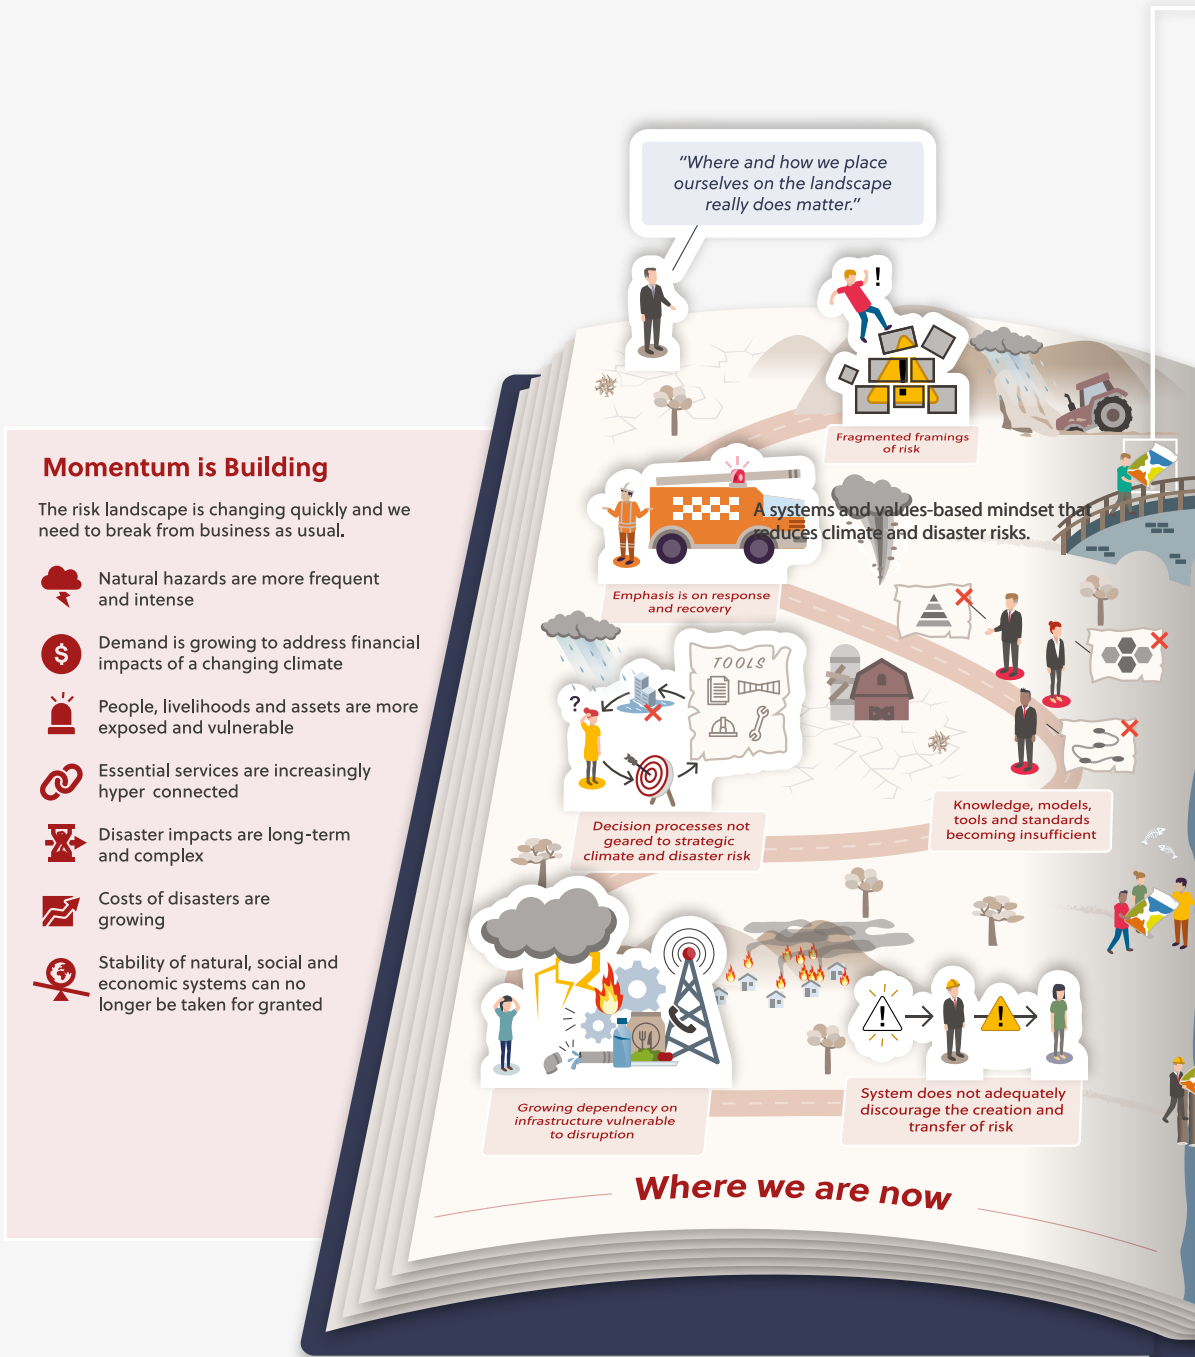 "Where and how we place
ourselves on the landscape
really does matter."
Momentum is Building
The risk landscape is changing quickly and we
need to break from business as usual.
Natural hazards are more frequent
and intense
$
Demand is growing to address financial
impacts of a changing climate
People, livelihoods and assets are more
exposed and vulnerable
Essential services are increasingly
hyper connected
Disaster impacts are long-term
and complex
Costs of disasters are
growing
Stability of natural, social and
economic systems can no
longer be taken for granted
!
!
Fragmented framings
of risk
A systems and values-based mindset that
reduces climate and disaster risks.
Emphasis is on response
and recovery
?
TOOLS
Decision processes not
geared to strategic
climate and disaster risk
Knowledge, models,
tools and standards
becoming insufficient
Growing dependency on
infrastructure vulnerable
to disruption
!
!
System does not adequately
discourage the creation and
transfer of risk
Where we are now